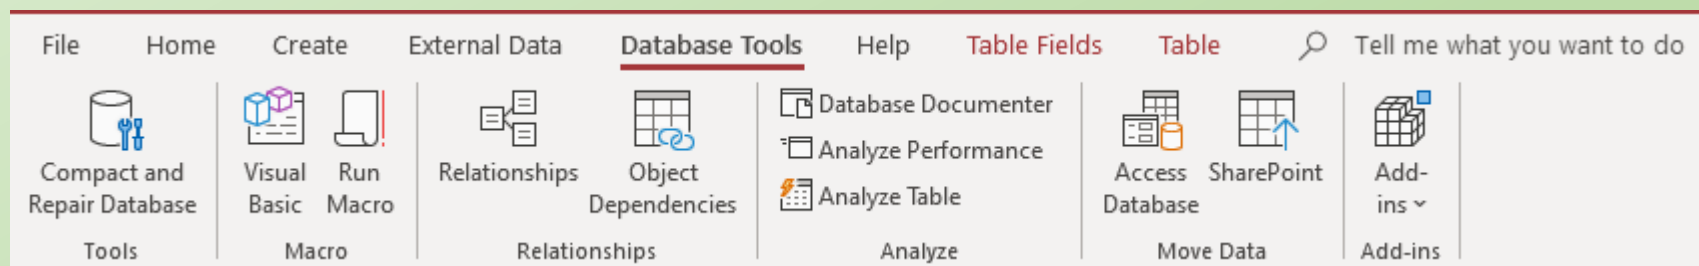 File Home Create External Data Database Tools Help Table Fields Table Tell me what you want to do
Compact and
Repair Database
Tools
Visual
Basic
Run
Macro
Macro
Relationships
Object
Dependencies
Relationships
Database Documenter
Analyze Performance
Analyze Table
Analyze
Access
Database
SharePoint
Move Data
Add-
ins
Add-ins